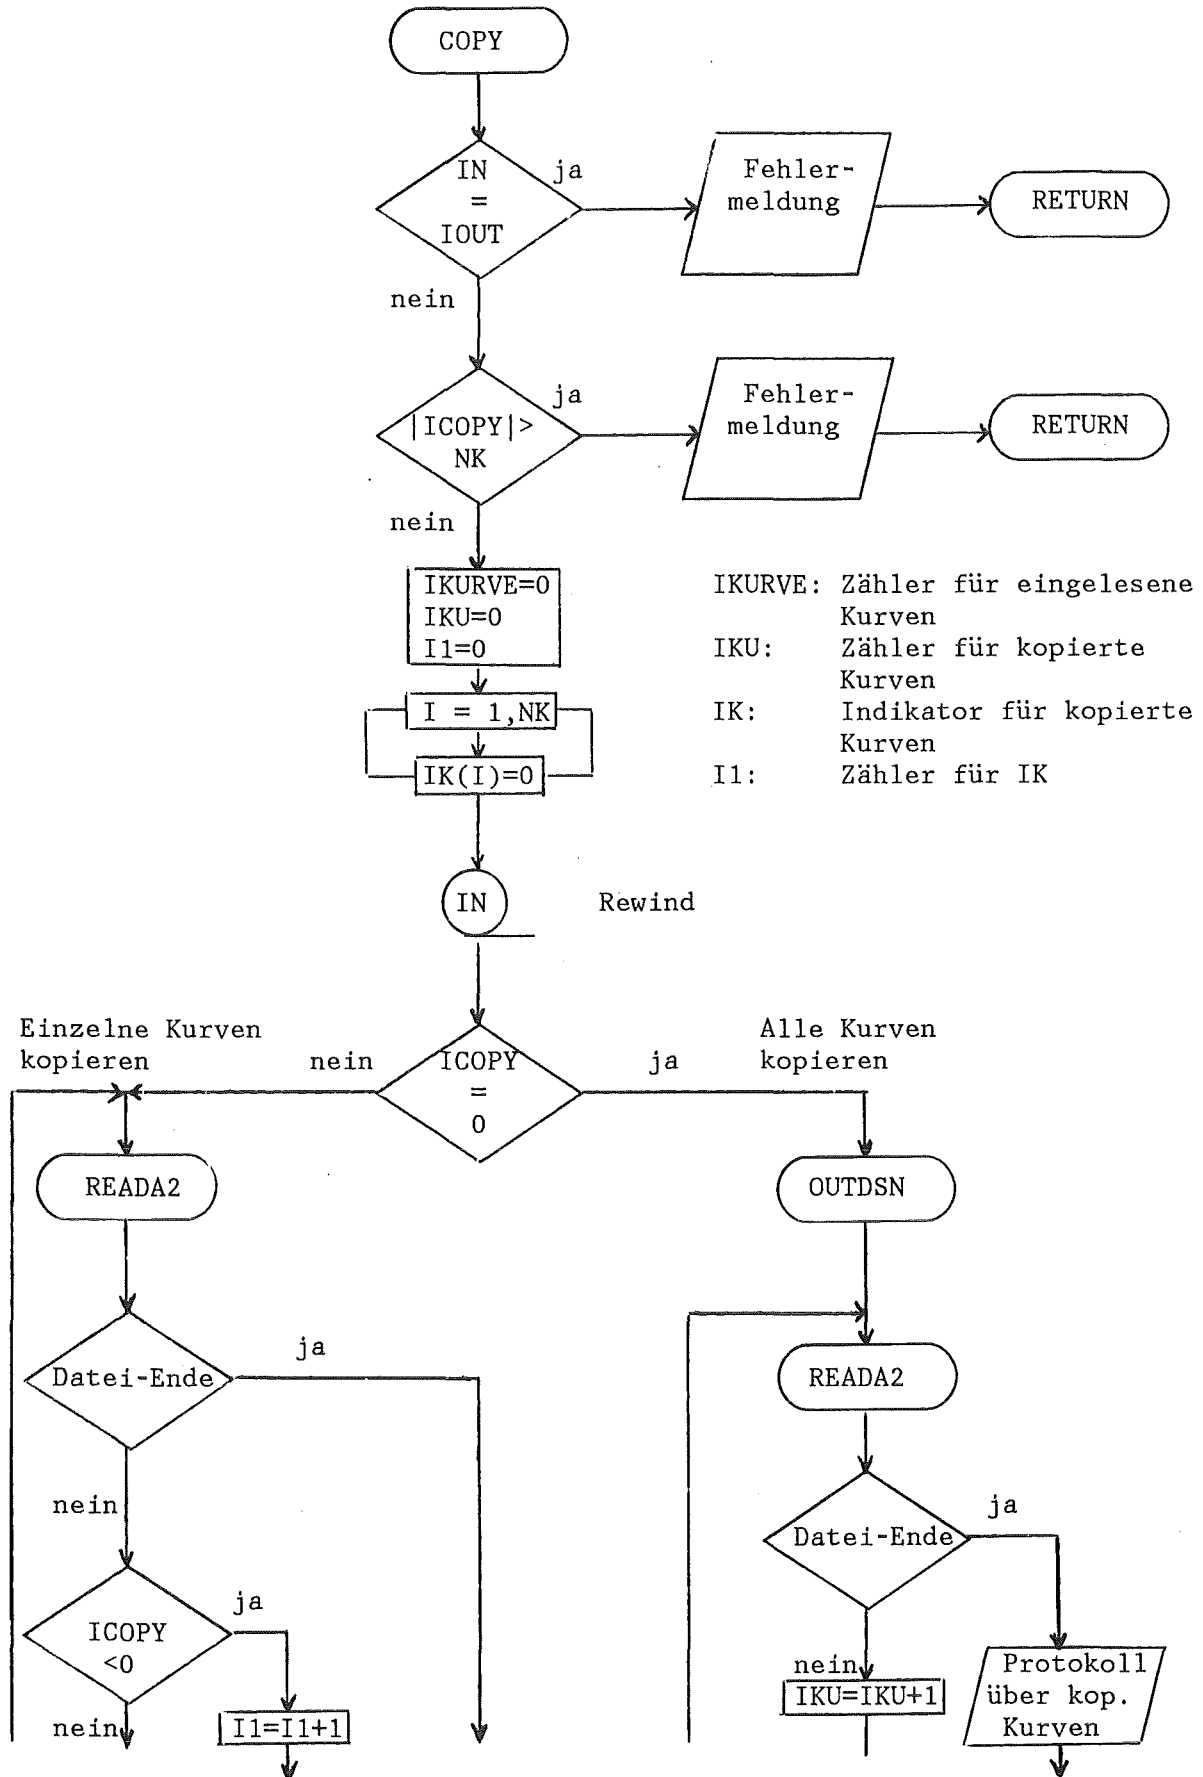 COPY
IN
=
IOUT
ja
Fehler-
meldung
RETURN
nein
|ICOPY|>
NK
ja
Fehler-
meldung
RETURN
nein
IKURVE=0
IKU=0
I1=0
IKURVE: Zähler für eingelesene
Kurven
IKU: Zähler für kopierte
Kurven
IK: Indikator für kopierte
Kurven
I1: Zähler für IK
I = 1,NK
IK(I)=0
IN
Rewind
Einzelne Kurven
kopieren
nein
ICOPY
=
0
ja
Alle Kurven
kopieren
READA2
OUTDSN
Datei-Ende
ja
READA2
nein
Datei-Ende
ja
ICOPY
<0
ja
nein
I1=I1+1
nein
IKU=IKU+1
Protokoll
über kop.
Kurven